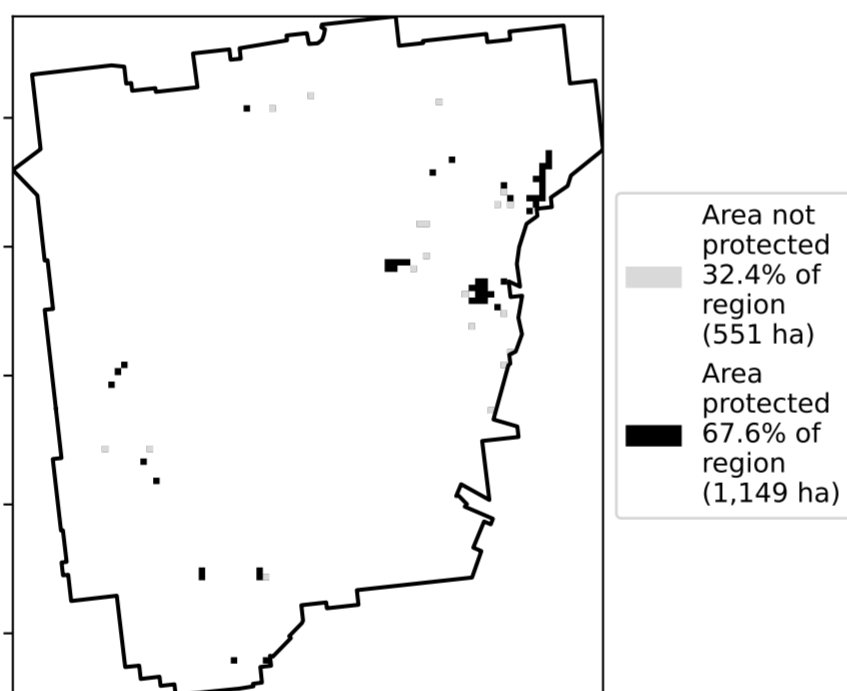 Area not
protected
32.4% of
region
(551 ha)
Area
protected
67.6% of
region
(1,149 ha)